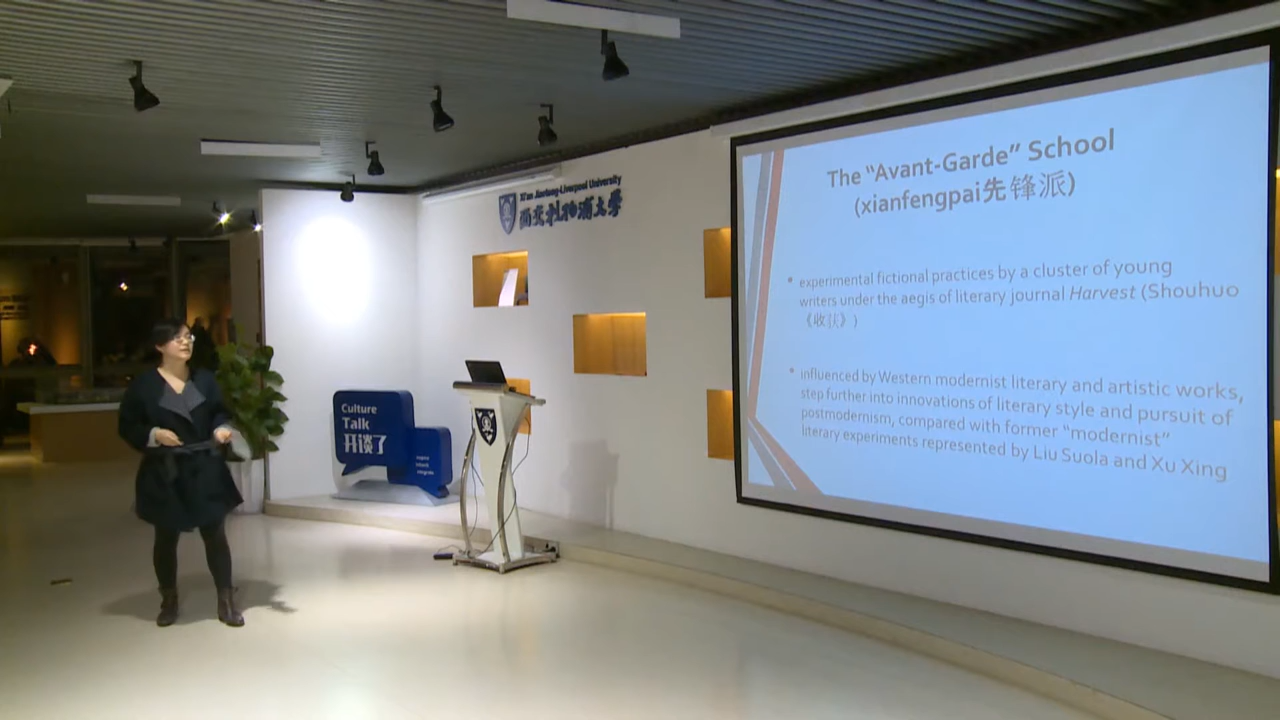 Xi'an Jiaotong-Liverpool University
西交利物浦大學
Culture
Talk
开谈了
The "Avant-Garde" School
(xianfengpai先锋派)
experimental fictional practices by a cluster of young
writers under the aegis of literary journal Harvest (Shouhuo
《收获》)
influenced by Western modernist literary and artistic works,
step further into innovations of literary style and pursuit of
postmodernism, compared with former "modernist"
literary experiments represented by Liu Suola and Xu Xing